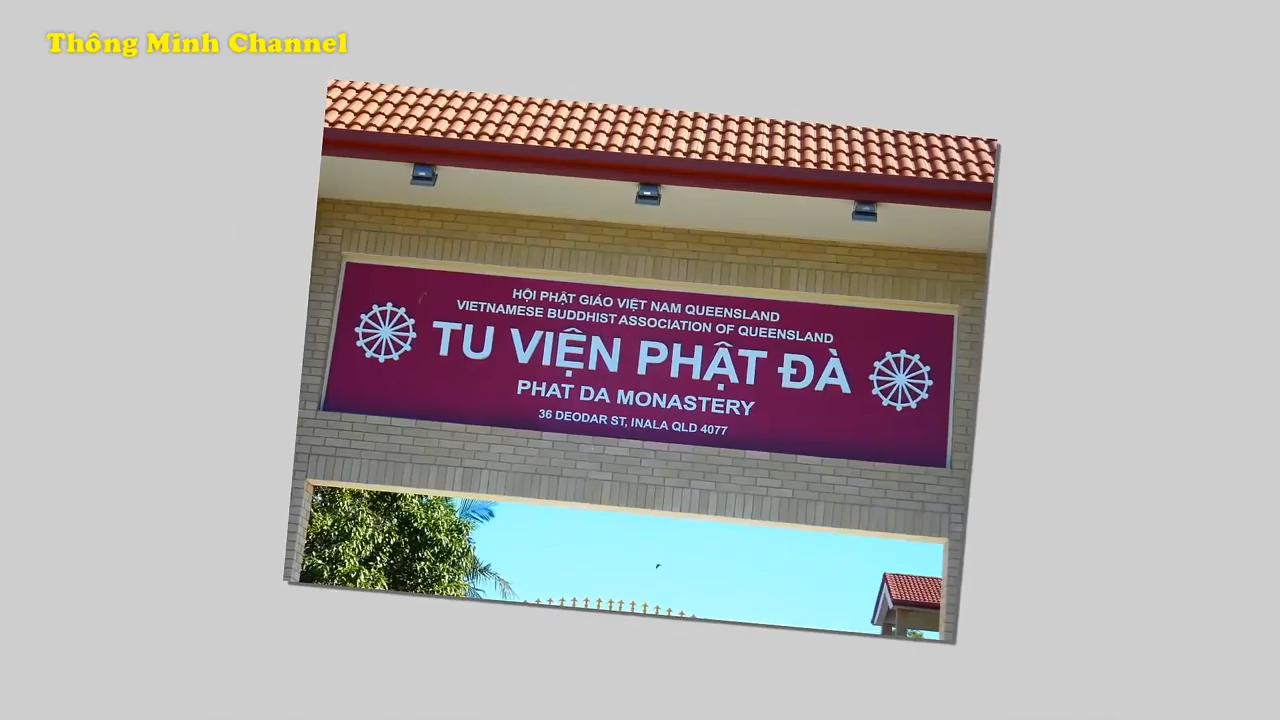 Thông Minh Channel
HỘI PHẬT GIÁO VIỆT NAM QUEENSLAND
VIETNAMESE BUDDHIST ASSOCIATION OF QUEENSLAND
TU VIỆN PHẬT ĐÀ
PHAT DA MONASTERY
36 DEODAR ST, INALA QLD 4077